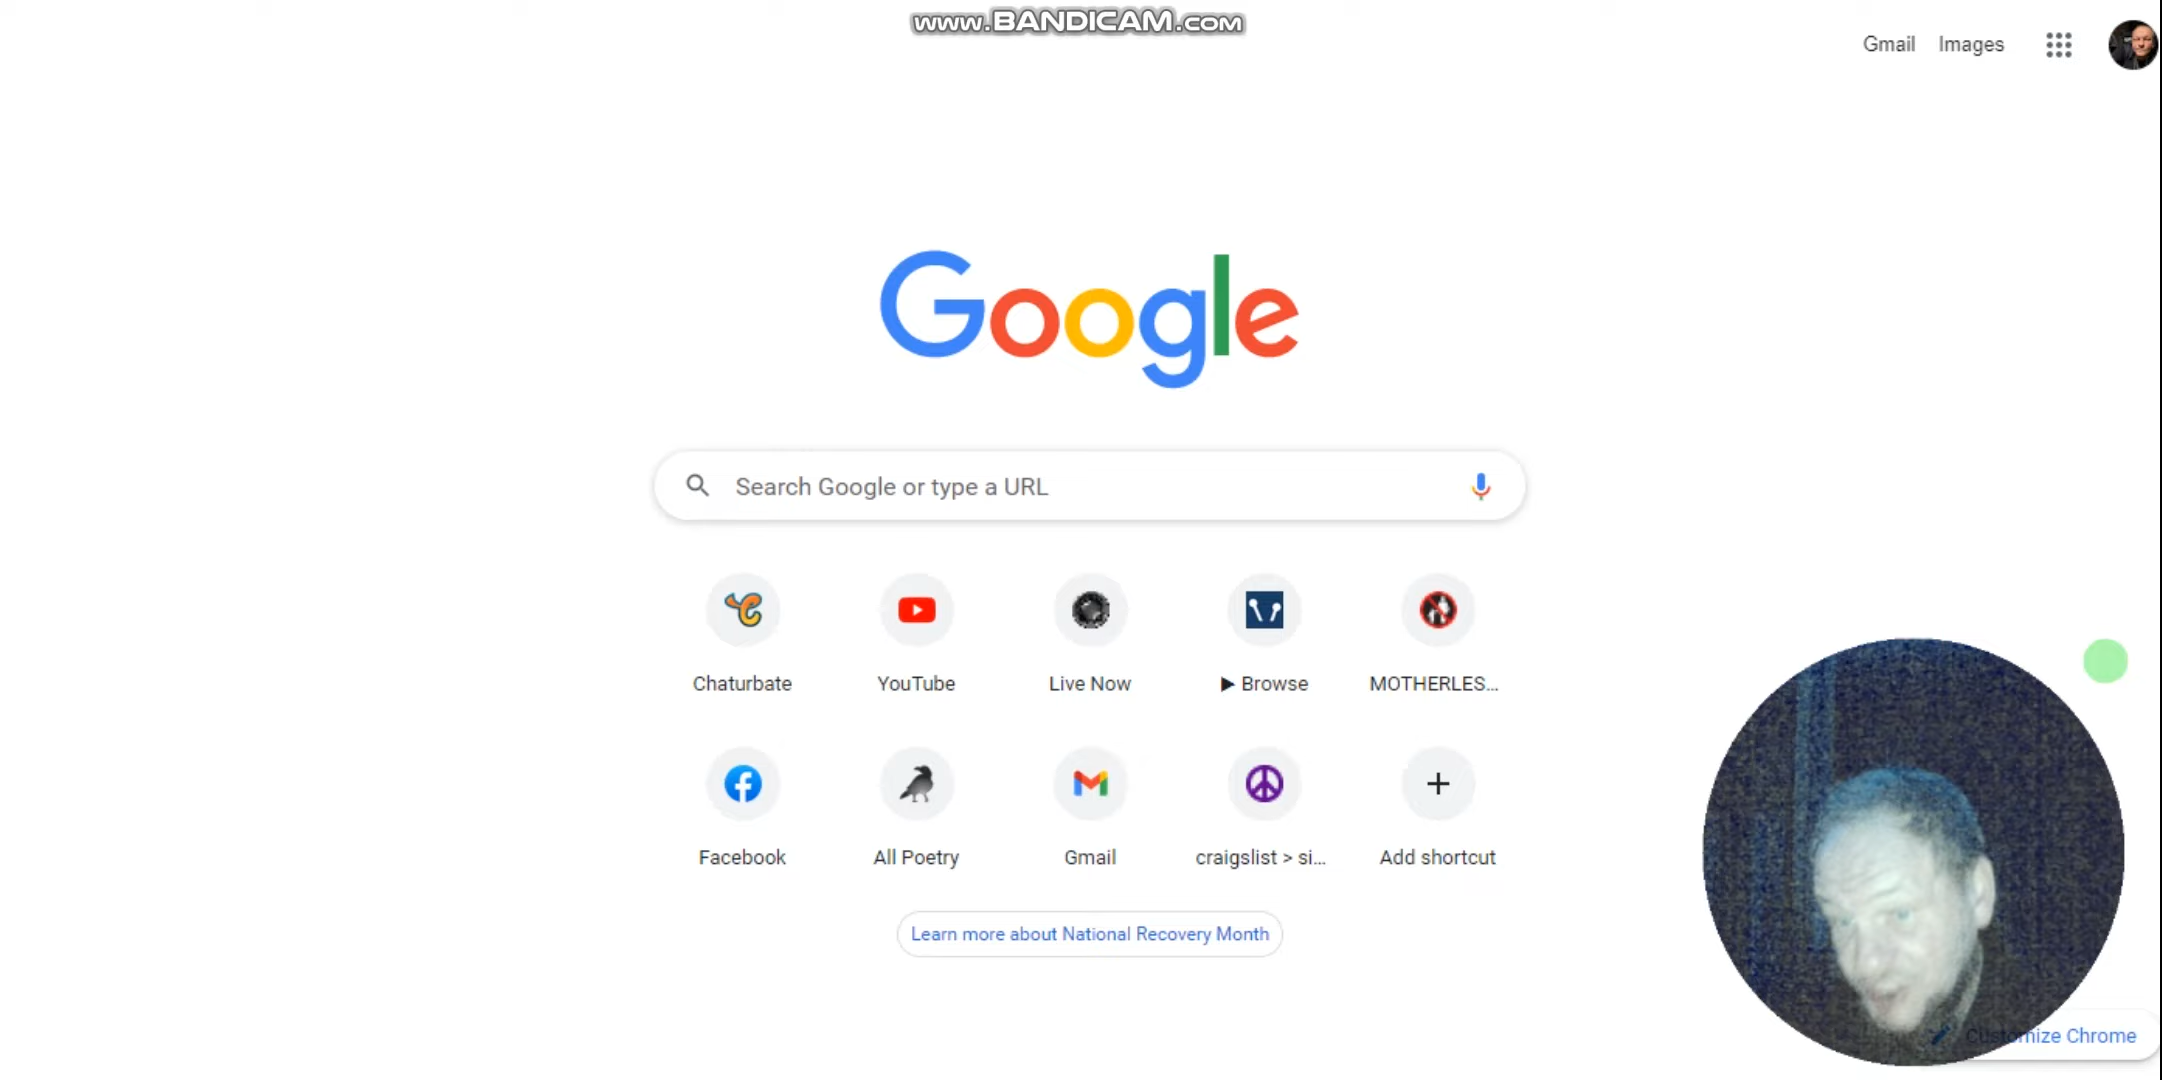 www.BANDICAM.com
Gmail Images
Google
Search Google or type a URL
Chaturbate YouTube Live Now ▶ Browse MOTHERLES...
Facebook All Poetry Gmail craigslist > si... Add shortcut
Learn more about National Recovery Month
Customize Chrome